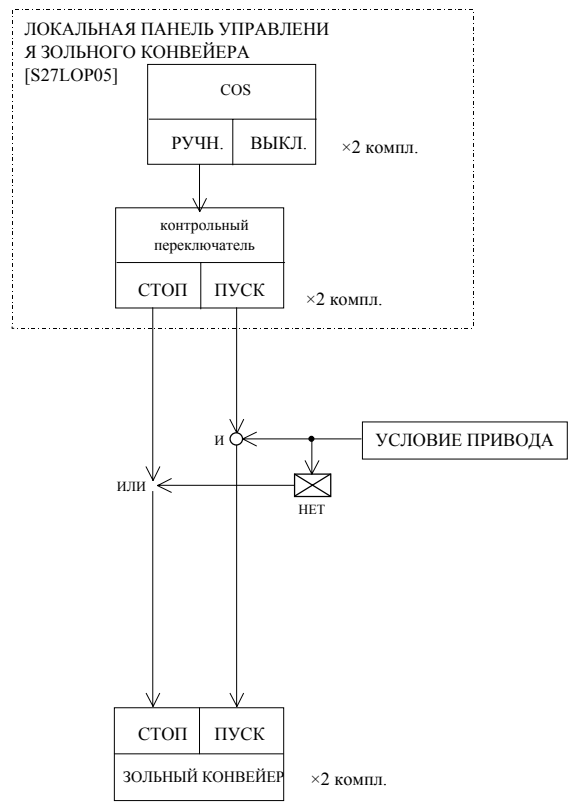 ЛОКАЛЬНАЯ ПАНЕЛЬ УПРАВЛЕНИ
Я ЗОЛЬНОГО КОНВЕЙЕРА
[S27LOP05]
COS
РУЧН. ВЫКЛ.
×2 компл.
контрольный
переключатель
СТОП ПУСК
×2 компл.
И
УСЛОВИЕ ПРИВОДА
ИЛИ
НЕТ
СТОП ПУСК
ЗОЛЬНЫЙ КОНВЕЙЕР
×2 компл.